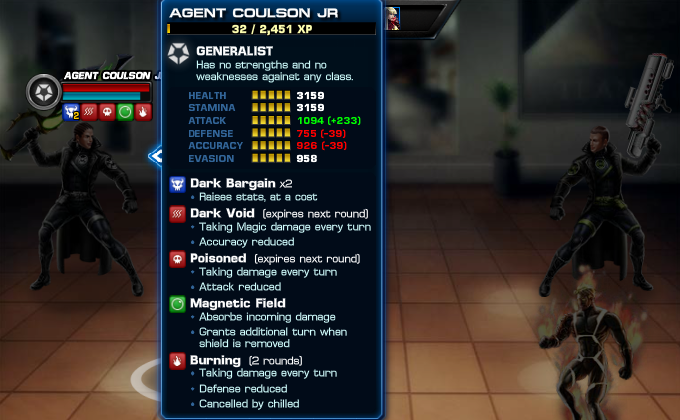 AGENT COULSON JR
32 / 2,451 XP
GENERALIST
Has no strengths and no
weaknesses against any class.
HEALTH 3159
STAMINA 3159
ATTACK 1094 (+233)
DEFENSE 755 (-39)
ACCURACY 926 (-39)
EVASION 958
Dark Bargain x2
• Raises stats, at a cost
Dark Void (expires next round)
• Taking Magic damage every turn
• Accuracy reduced
Poisoned (expires next round)
• Taking damage every turn
• Attack reduced
Magnetic Field
• Absorbs incoming damage
• Grants additional turn when
shield is removed
Burning (2 rounds)
• Taking damage every turn
• Defense reduced
• Cancelled by chilled
AGENT COULSON J
2